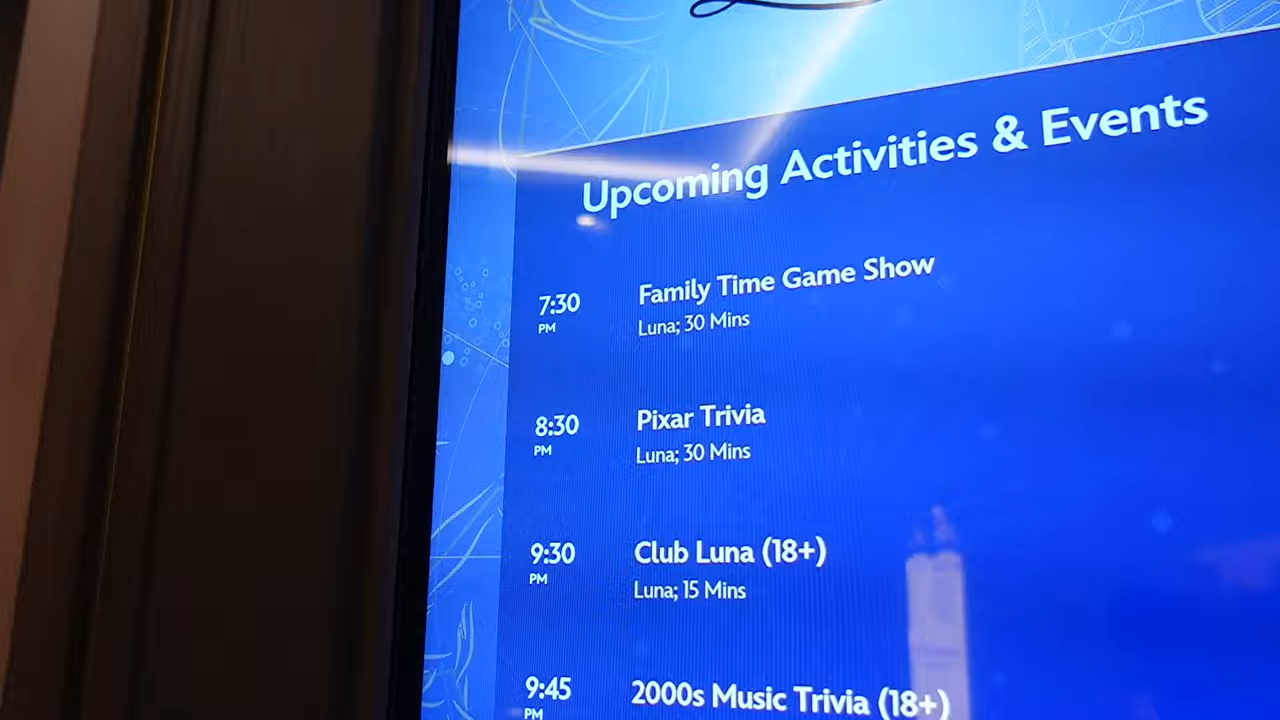 Upcoming Activities & Events
7:30 PM
Family Time Game Show
Luna; 30 Mins
8:30 PM
Pixar Trivia
Luna; 30 Mins
9:30 PM
Club Luna (18+)
Luna; 15 Mins
9:45 PM
2000s Music Trivia (18+)